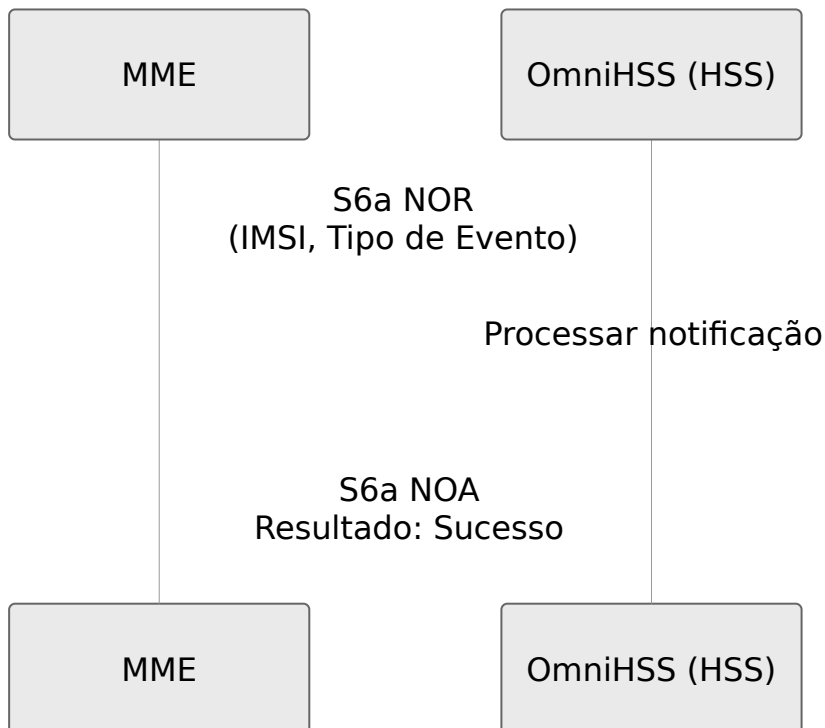 MME
OmniHSS (HSS)
S6a NOR
(IMSI, Tipo de Evento)
Processar notificação
S6a NOA
Resultado: Sucesso
MME
OmniHSS (HSS)